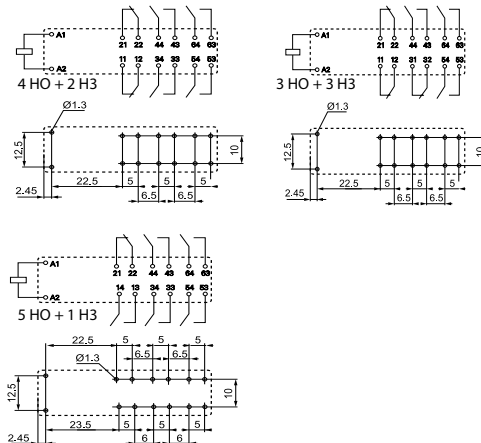 A1 21 22 44 43 64 63
A2 11 12 34 33 54 53
4 HO + 2 H3
Ø1.3
12.5
10
2.45
22.5 5 5 5
6.5 6.5
A1 21 22 44 43 64 63
A2 11 12 31 32 54 53
3 HO + 3 H3
Ø1.3
12.5
10
2.45
22.5 5 5 5
6.5 6.5
A1 21 22 44 43 64 63
A2 14 13 34 33 54 53
5 HO + 1 H3
22.5 5 5 5
Ø1.3 6.5 6.5
12.5
10
2.45
23.5 5 5 5
6 6